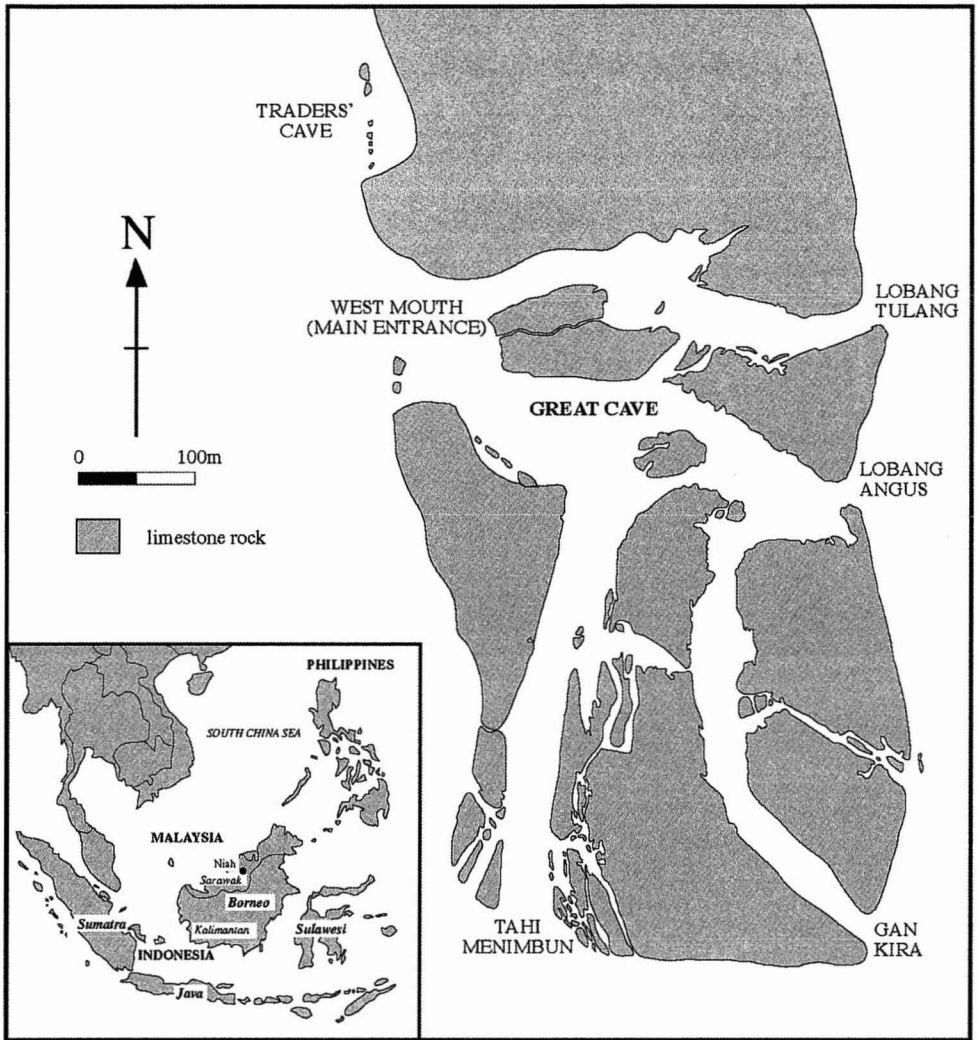 TRADERS'
CAVE
N
WEST MOUTH
(MAIN ENTRANCE)
LOBANG
TULANG
GREAT CAVE
0 100m
LOBANG
ANGUS
limestone rock
PHILIPPINES
SOUTH CHINA SEA
MALAYSIA
Niah
Sarawak
Borneo
Sumatra
Kalimantan
Sulawesi
INDONESIA
Java
TAHI
MENIMBUN
GAN
KIRA